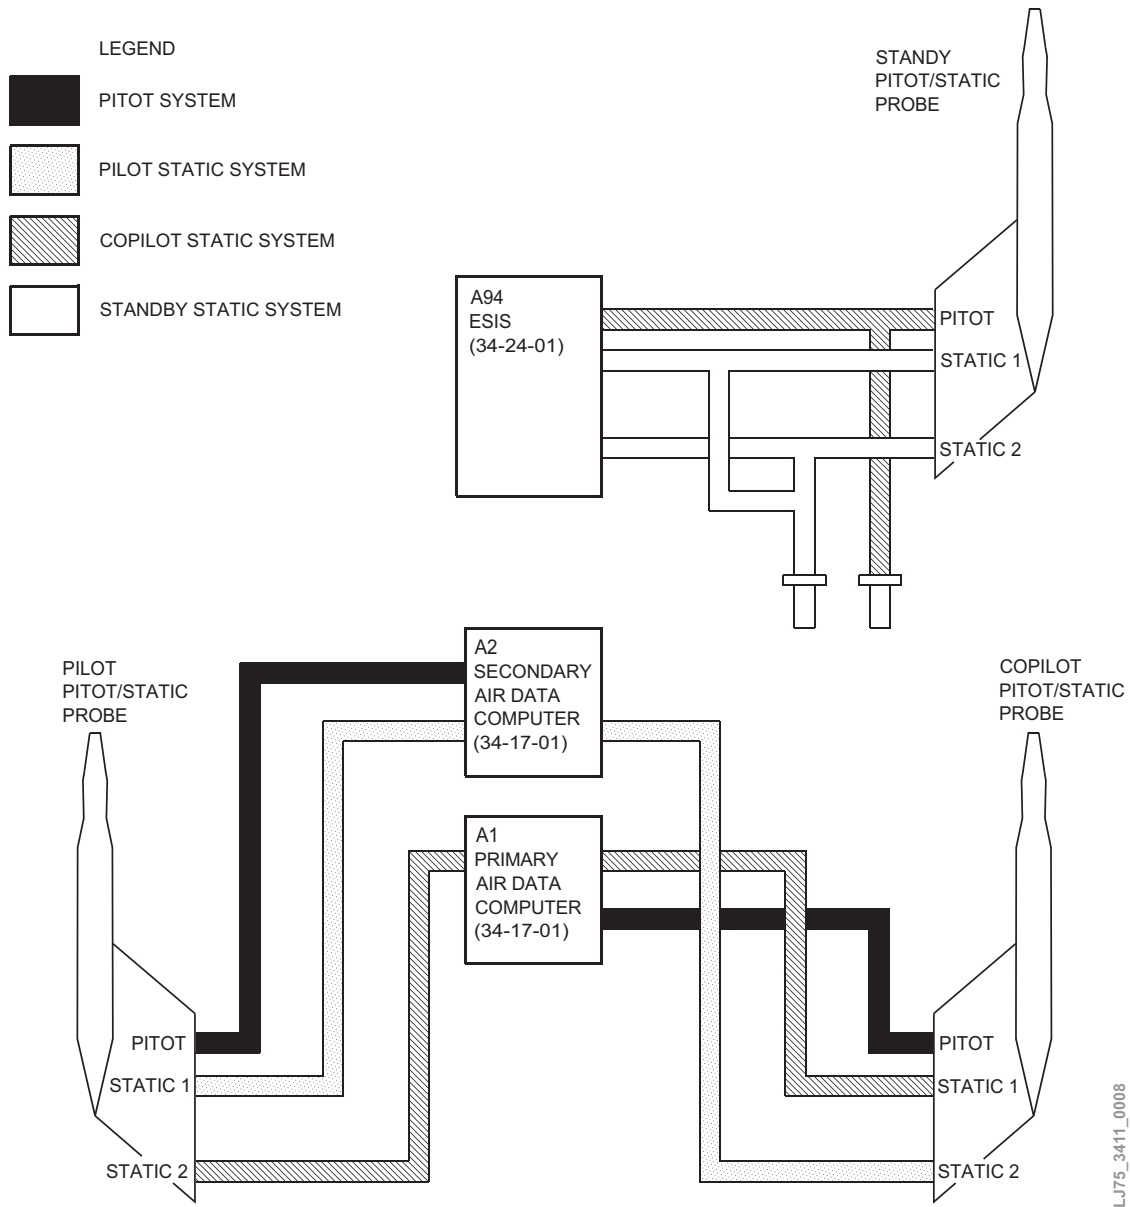 LEGEND
PITOT SYSTEM
PILOT STATIC SYSTEM
COPILOT STATIC SYSTEM
STANDBY STATIC SYSTEM
STANDY
PITOT/STATIC
PROBE
A94
ESIS
(34-24-01)
PITOT
STATIC 1
STATIC 2
PILOT
PITOT/STATIC
PROBE
A2
SECONDARY
AIR DATA
COMPUTER
(34-17-01)
COPILOT
PITOT/STATIC
PROBE
A1
PRIMARY
AIR DATA
COMPUTER
(34-17-01)
PITOT
STATIC 1
STATIC 2
PITOT
STATIC 1
STATIC 2
LJ75_3411_0008